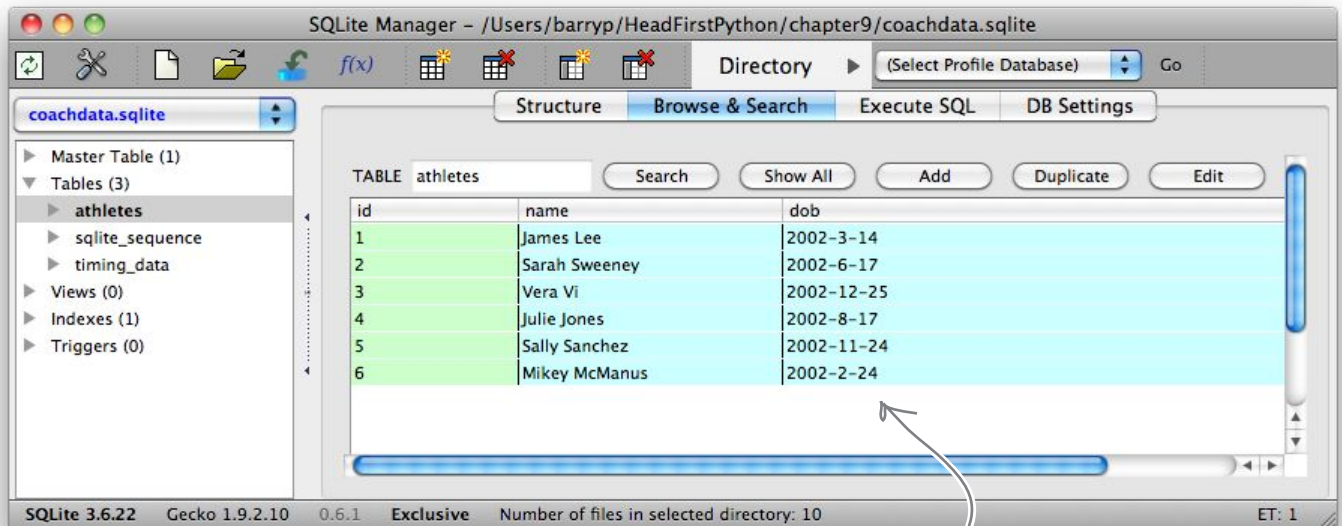 SQLite Manager – /Users/barryp/HeadFirstPython/chapter9/coachdata.sqlite
f(x) Directory (Select Profile Database) Go
coachdata.sqlite
Structure Browse & Search Execute SQL DB Settings
Master Table (1)
Tables (3)
athletes
sqlite_sequence
timing_data
Views (0)
Indexes (1)
Triggers (0)
TABLE athletes Search Show All Add Duplicate Edit
id name dob
1 James Lee 2002-3-14
2 Sarah Sweeney 2002-6-17
3 Vera Vi 2002-12-25
4 Julie Jones 2002-8-17
5 Sally Sanchez 2002-11-24
6 Mikey McManus 2002-2-24
SQLite 3.6.22 Gecko 1.9.2.10 0.6.1 Exclusive Number of files in selected directory: 10 ET: 1